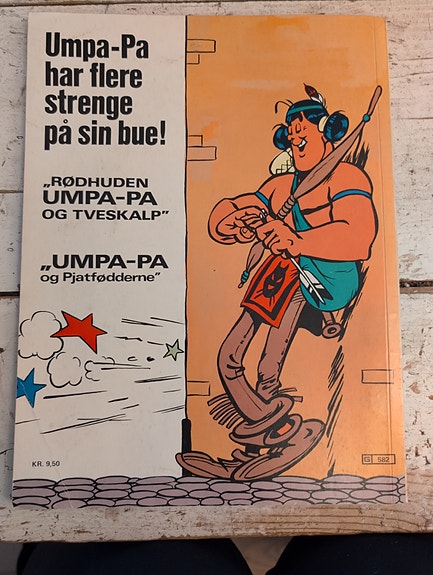 Umpa-Pa
har flere
strenge
på sin bue!
„RØDHUDEN
UMPA-PA
OG TVESKALP”
„UMPA-PA
og Pjatfødderne”
KR. 9,50
G 582